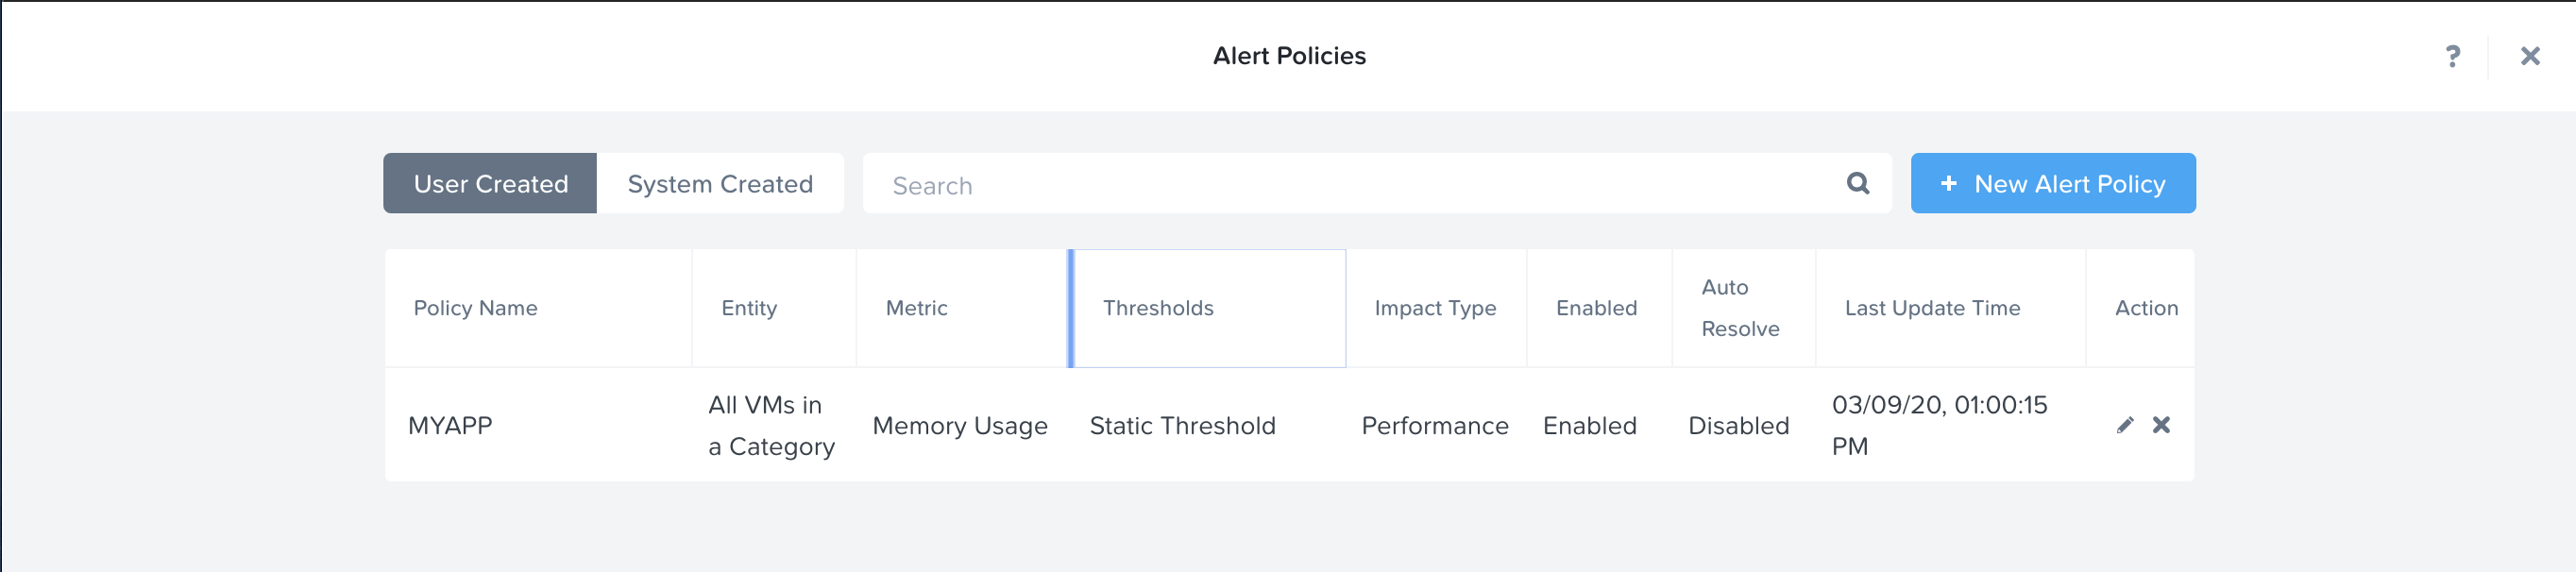 Alert Policies
?
User Created
System Created
Search
+ New Alert Policy
Policy Name
Entity
Metric
Thresholds
Impact Type
Enabled
Auto
Resolve
Last Update Time
Action
MYAPP
All VMs in
a Category
Memory Usage
Static Threshold
Performance
Enabled
Disabled
03/09/20, 01:00:15
PM